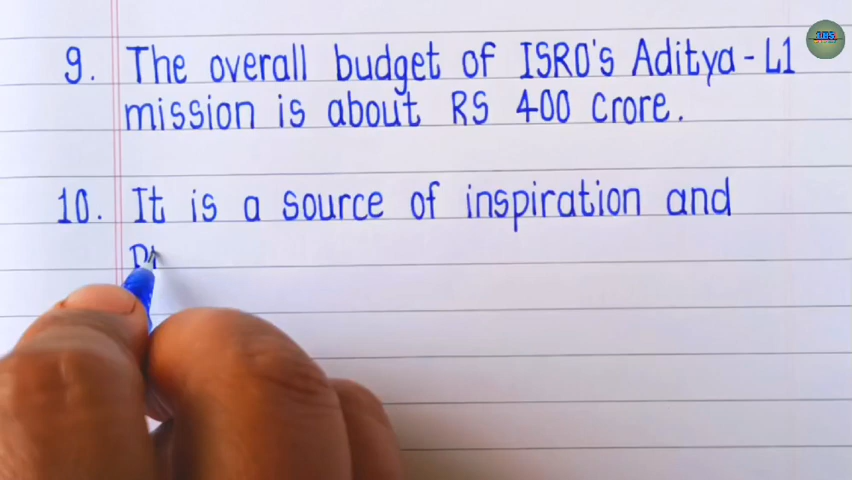 9. The overall budget of ISRO's Aditya-L1
mission is about RS 400 Crore.
10. It is a source of inspiration and